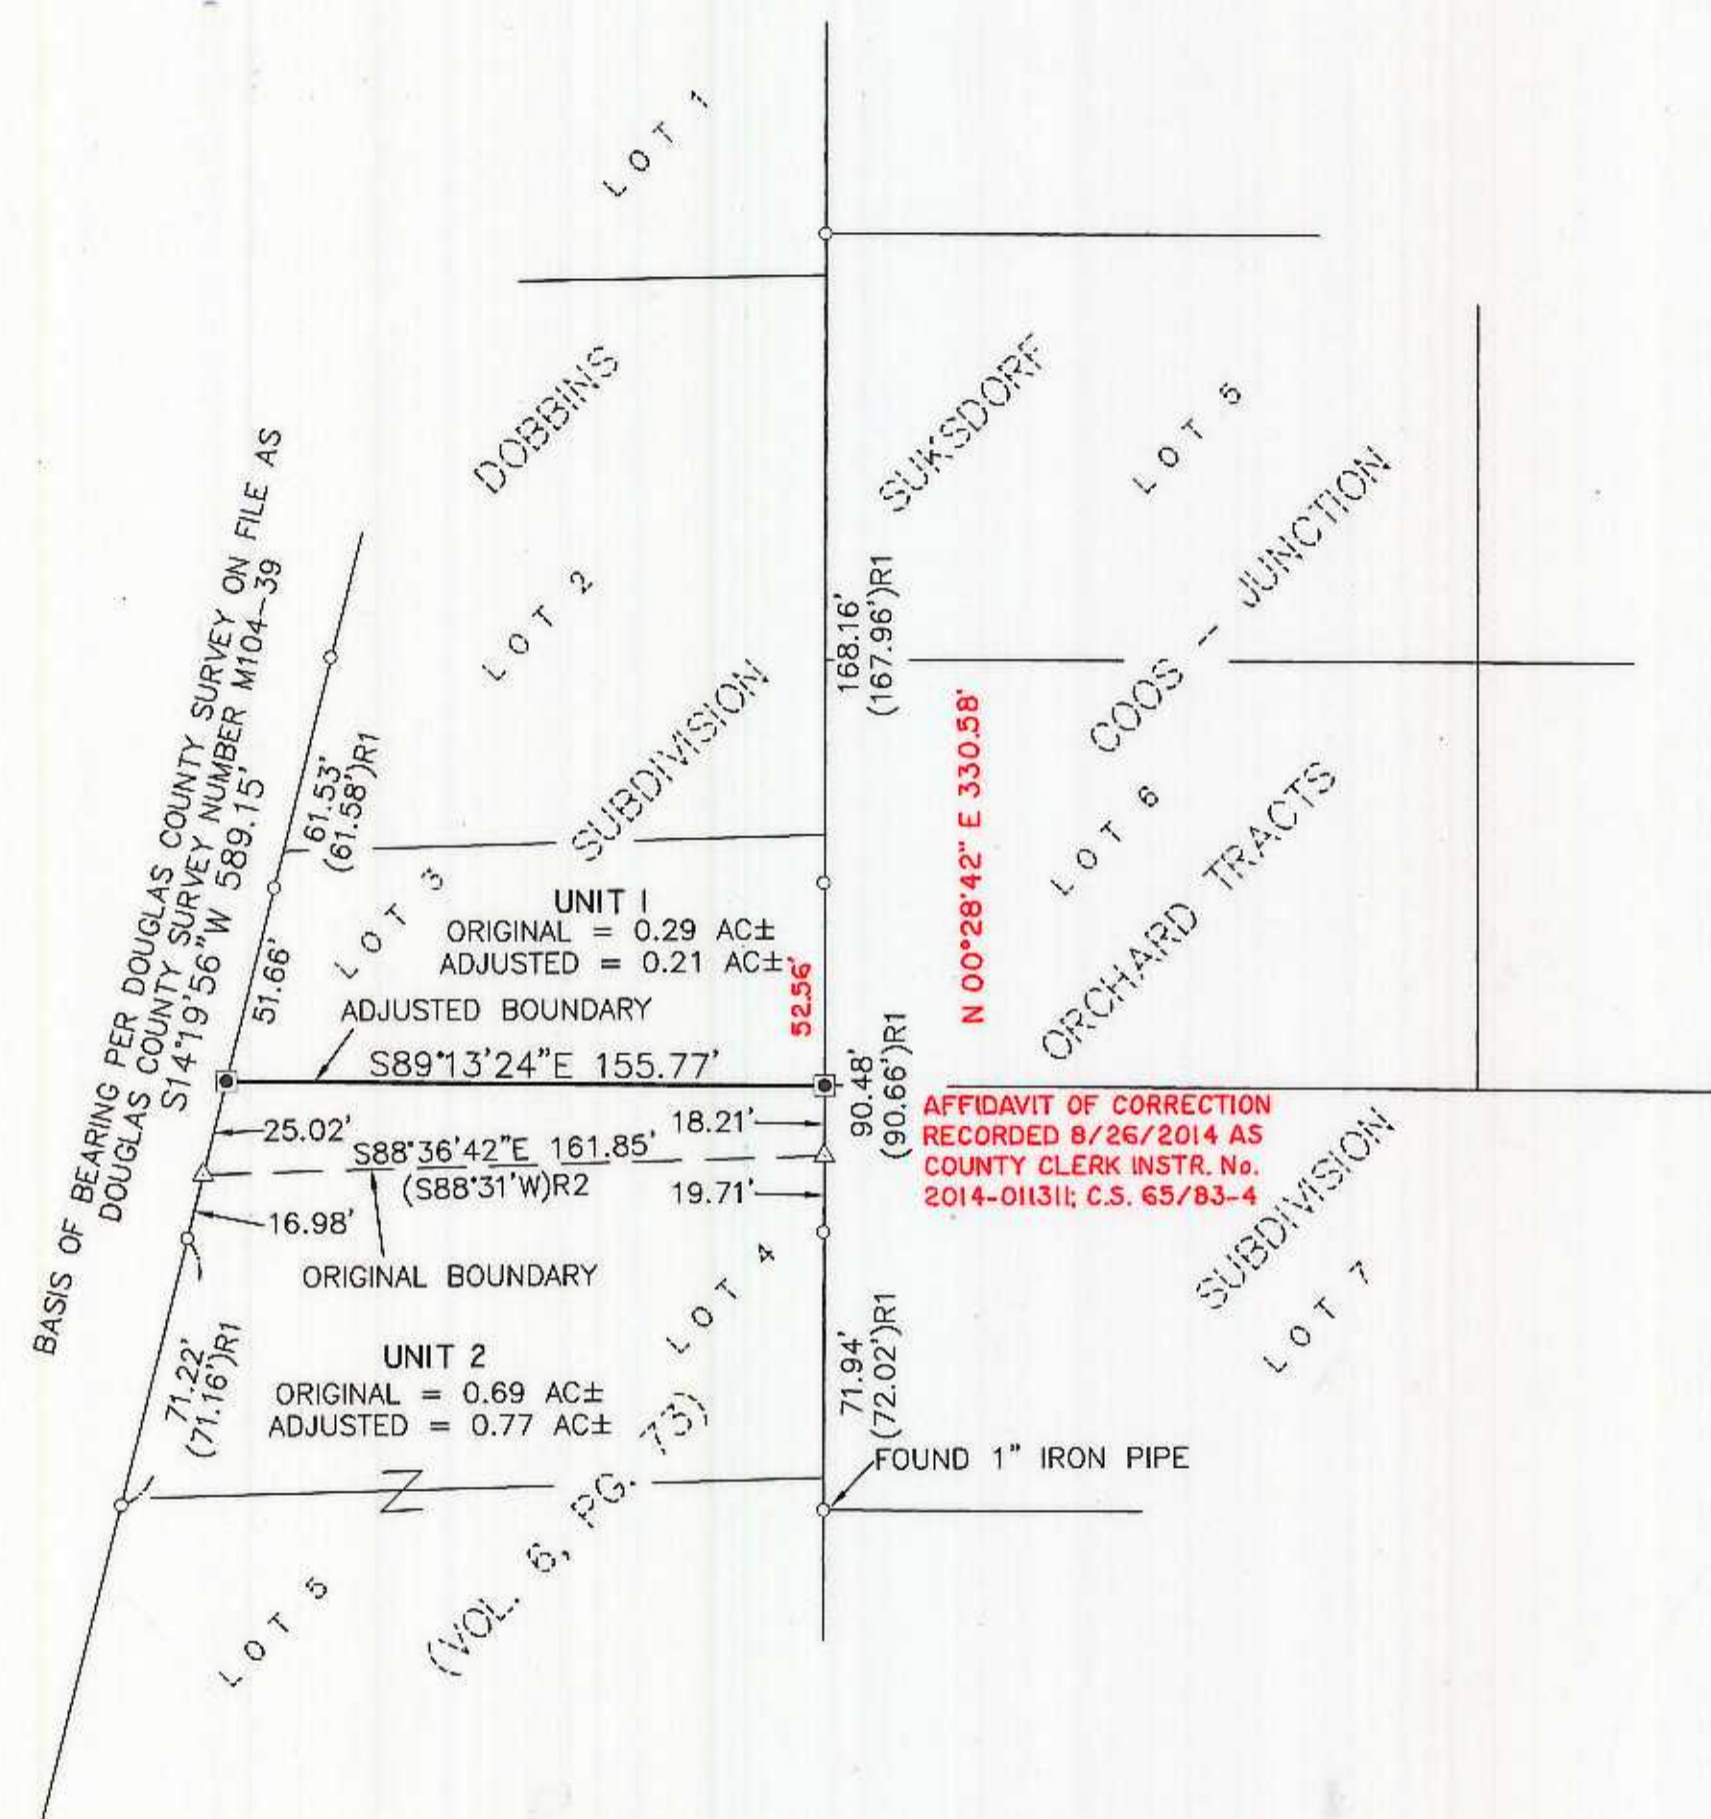 LOT 1
DOBBINS
SUKSDORF
LOT 5
LOT 2
COOS -- JUNCTION
SUBDIVISION
168.16'
(167.96')R1
N 00°28'42" E 330.58'
LOT 6
ORCHARD TRACTS
BASIS OF BEARING PER DOUGLAS COUNTY SURVEY ON FILE AS
DOUGLAS COUNTY SURVEY NUMBER M104-39
S14°19'56"W 589.15'
61.53'
(61.58')R1
LOT 3
UNIT 1
ORIGINAL = 0.29 AC±
ADJUSTED = 0.21 AC±
51.66'
52.56'
ADJUSTED BOUNDARY
S89°13'24"E 155.77'
90.48'
(90.66')R1
AFFIDAVIT OF CORRECTION
RECORDED 8/26/2014 AS
COUNTY CLERK INSTR. No.
2014-011311; C.S. 65/83-4
25.02'
18.21'
S88°36'42"E 161.85'
(S88°31'W)R2
19.71'
16.98'
ORIGINAL BOUNDARY
LOT 4
SUBDIVISION
LOT 7
71.22'
(71.16')R1
UNIT 2
ORIGINAL = 0.69 AC±
ADJUSTED = 0.77 AC±
71.94'
(72.02')R1
FOUND 1" IRON PIPE
(VOL. 6, PG. 73)
LOT 5